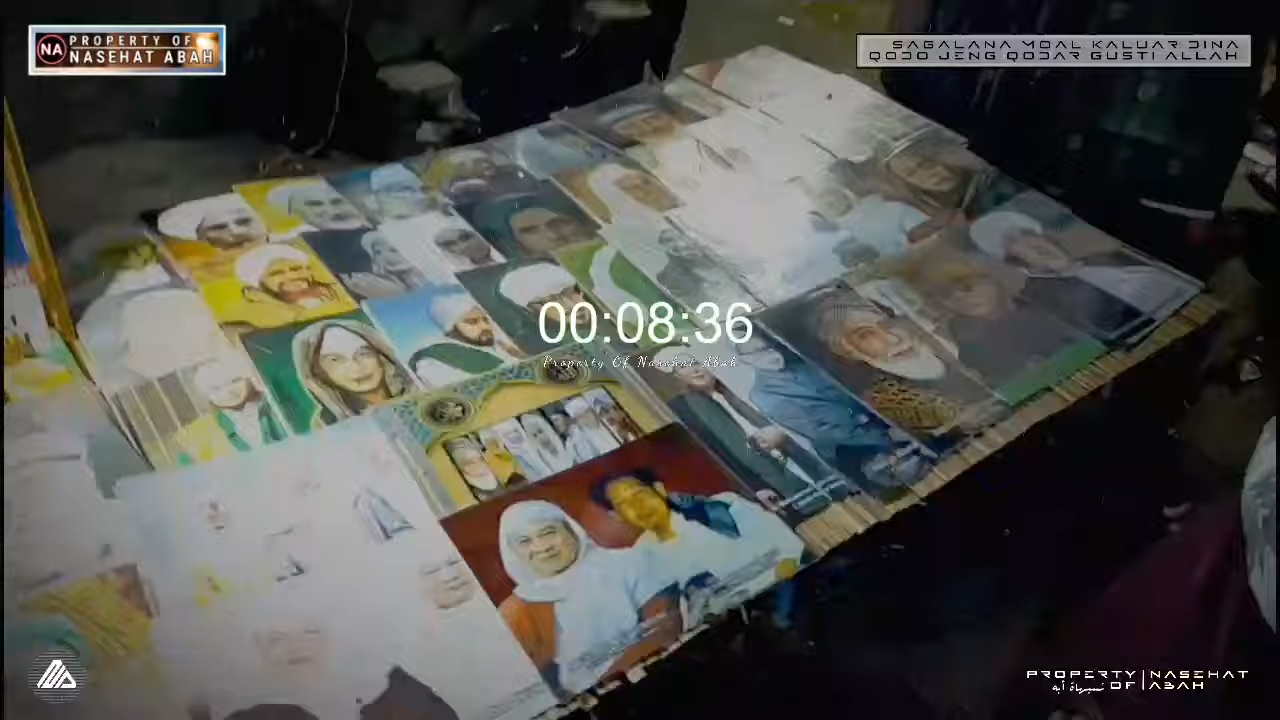 NA PROPERTY OF
NASEHAT ABAH
SAGALANA MOAL KALUAR DINA
QODO JENG QODAR GUSTI ALLAH
00:08:36
Property Of Nasehat Abah
PROPERTY | NASEHAT
OF | ABAH